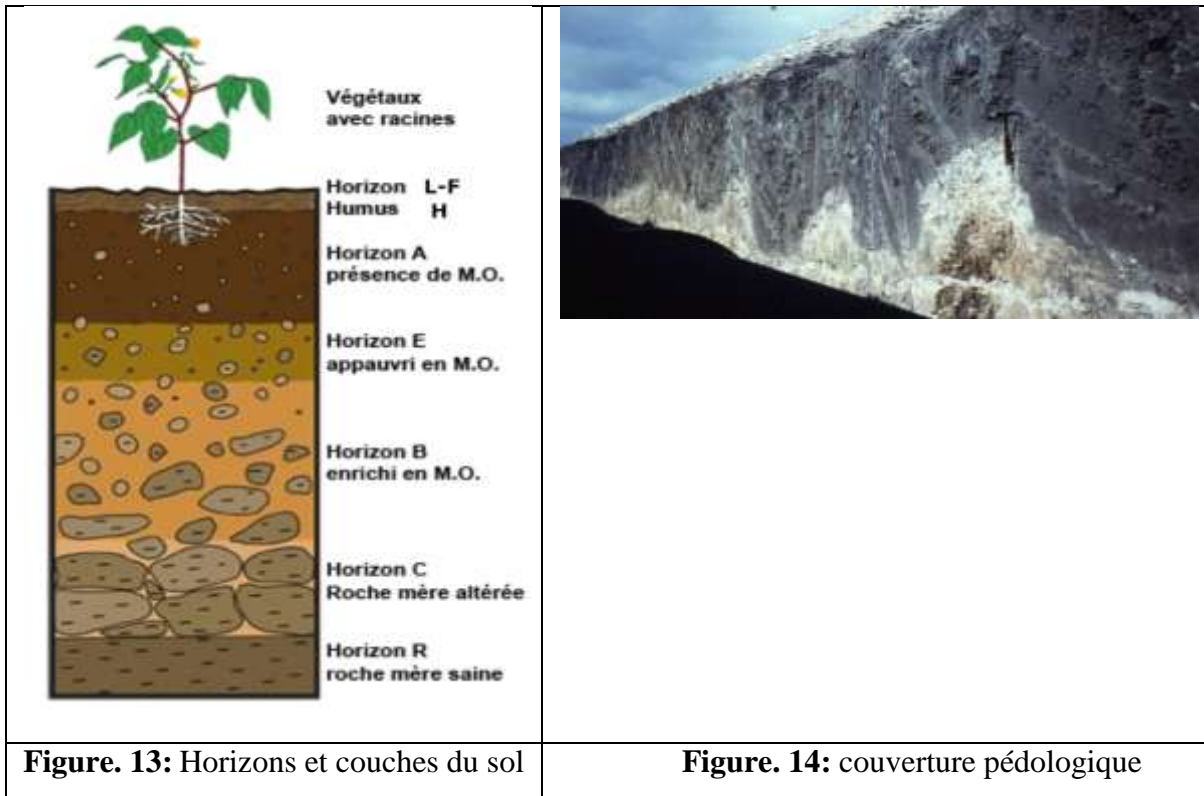 Végétaux
avec racines
Horizon L-F
Humus H
Horizon A
présence de M.O.
Horizon E
appauvri en M.O.
Horizon B
enrichi en M.O.
Horizon C
Roche mère altérée
Horizon R
roche mère saine
Figure. 13: Horizons et couches du sol
Figure. 14: couverture pédologique